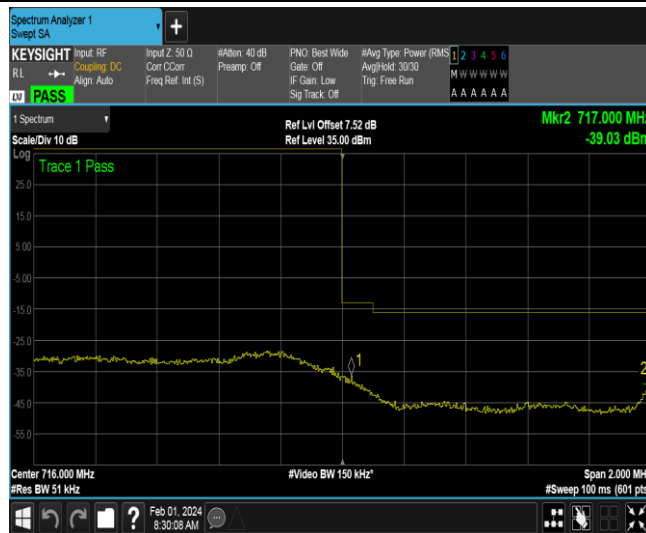 Spectrum Analyzer 1
Swept SA
+
KEYSIGHT
RL
LXI
PASS
Input: RF
Coupling: DC
Align: Auto
Input Z: 50 Ω
Corr CCorr
Freq Ref: Int (S)
#Atten: 40 dB
Preamp: Off
PNO: Best Wide
Gate: Off
IF Gain: Low
Sig Track: Off
#Avg Type: Power (RMS
Avg|Hold: 30/30
Trig: Free Run
1 2 3 4 5 6
M W W W W W
A A A A A A
1 Spectrum
Scale/Div 10 dB
Log
Ref Lvl Offset 7.52 dB
Ref Level 35.00 dBm
Mkr2 717.000 MHz
-39.03 dBm
Trace 1 Pass
25.0
15.0
5.00
-5.00
-15.0
-25.0
-35.0
-45.0
-55.0
1
2
Center 716.000 MHz
#Res BW 51 kHz
#Video BW 150 kHz*
Span 2.000 MH
#Sweep 100 ms (601 pts
?
Feb 01, 2024
8:30:08 AM